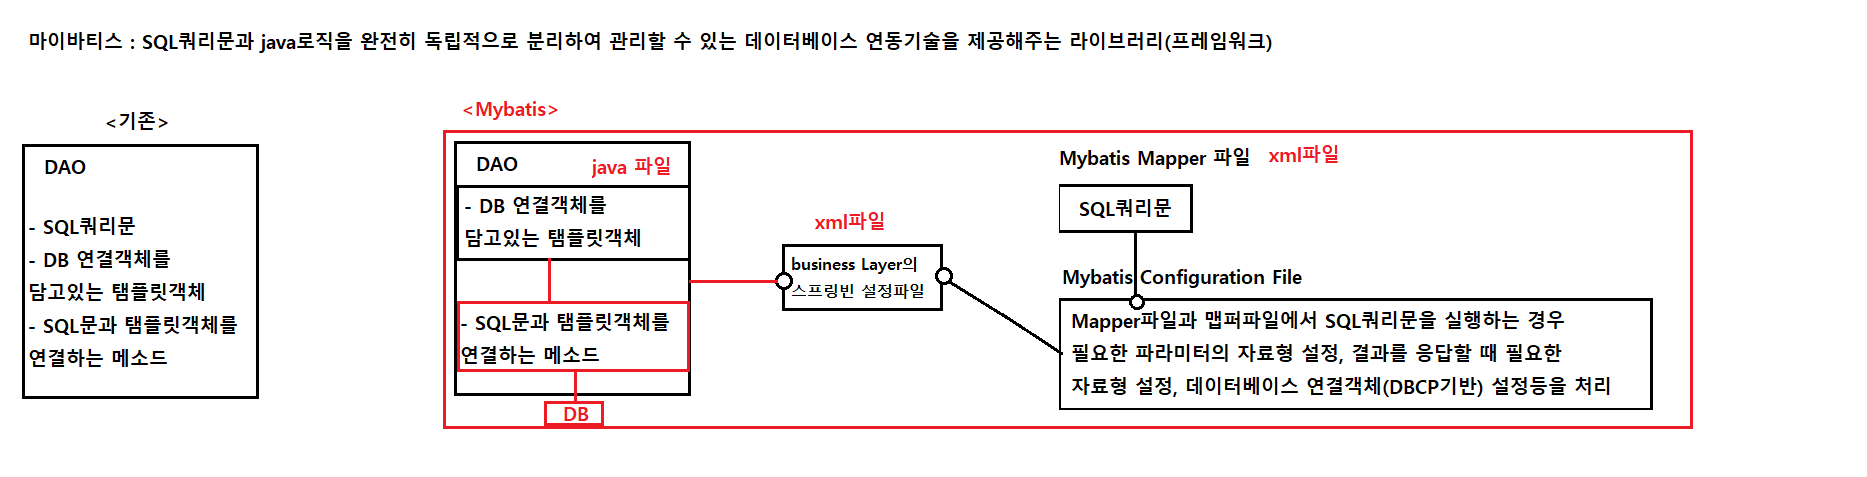 마이바티스 : SQL쿼리문과 java로직을 완전히 독립적으로 분리하여 관리할 수 있는 데이터베이스 연동기술을 제공해주는 라이브러리(프레임워크)
<기존>
DAO
- SQL쿼리문
- DB 연결객체를
담고있는 탬플릿객체
- SQL문과 탬플릿객체를
연결하는 메소드
<Mybatis>
DAO
java 파일
- DB 연결객체를
담고있는 탬플릿객체
- SQL문과 탬플릿객체를
연결하는 메소드
DB
xml파일
business Layer의
스프링빈 설정파일
Mybatis Mapper 파일
xml파일
SQL쿼리문
Mybatis Configuration File
Mapper파일과 맵퍼파일에서 SQL쿼리문을 실행하는 경우
필요한 파라미터의 자료형 설정, 결과를 응답할 때 필요한
자료형 설정, 데이터베이스 연결객체(DBCP기반) 설정등을 처리